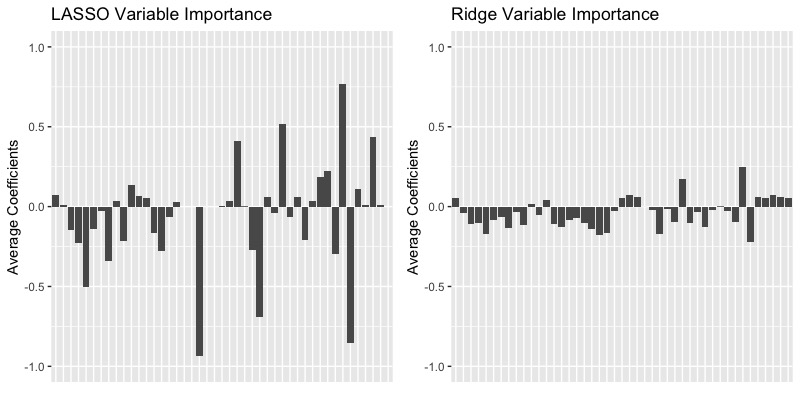 LASSO Variable Importance
Average Coefficients
1.0
0.5
0.0
-0.5
-1.0
Ridge Variable Importance
Average Coefficients
1.0
0.5
0.0
-0.5
-1.0